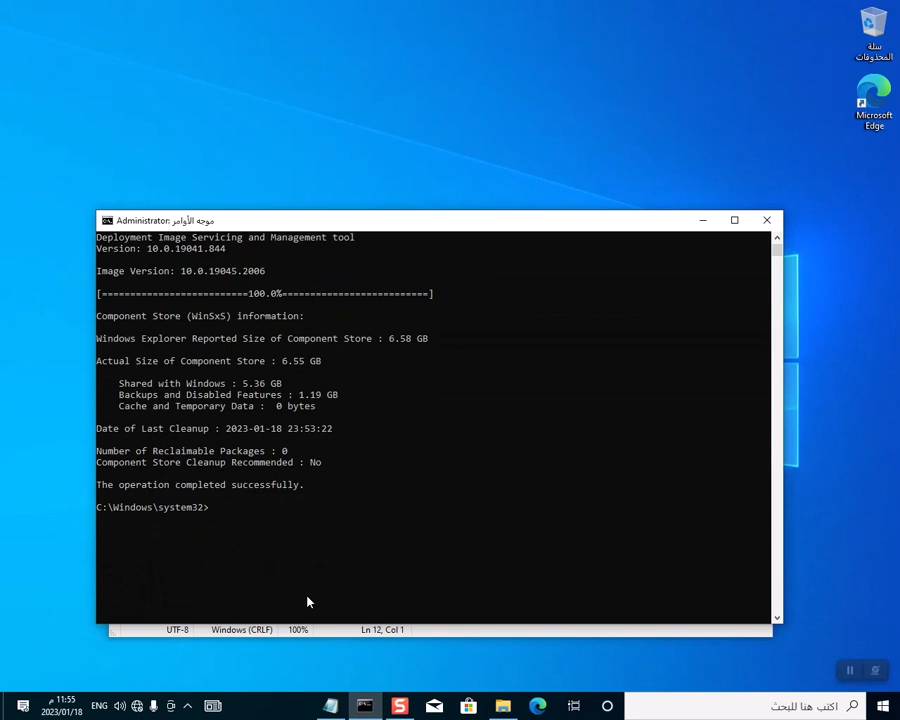 سلة
المحذوفات
Microsoft
Edge
Administrator: موجه الأوامر
Deployment Image Servicing and Management tool
Version: 10.0.19041.844
Image Version: 10.0.19045.2006
[==========================100.0%==========================]
Component Store (WinSxS) information:
Windows Explorer Reported Size of Component Store : 6.58 GB
Actual Size of Component Store : 6.55 GB
Shared with Windows : 5.36 GB
Backups and Disabled Features : 1.19 GB
Cache and Temporary Data :  0 bytes
Date of Last Cleanup : 2023-01-18 23:53:22
Number of Reclaimable Packages : 0
Component Store Cleanup Recommended : No
The operation completed successfully.
C:\Windows\system32>
UTF-8 Windows (CRLF) 100% Ln 12, Col 1
11:55 م
2023/01/18
ENG
اكتب هنا للبحث